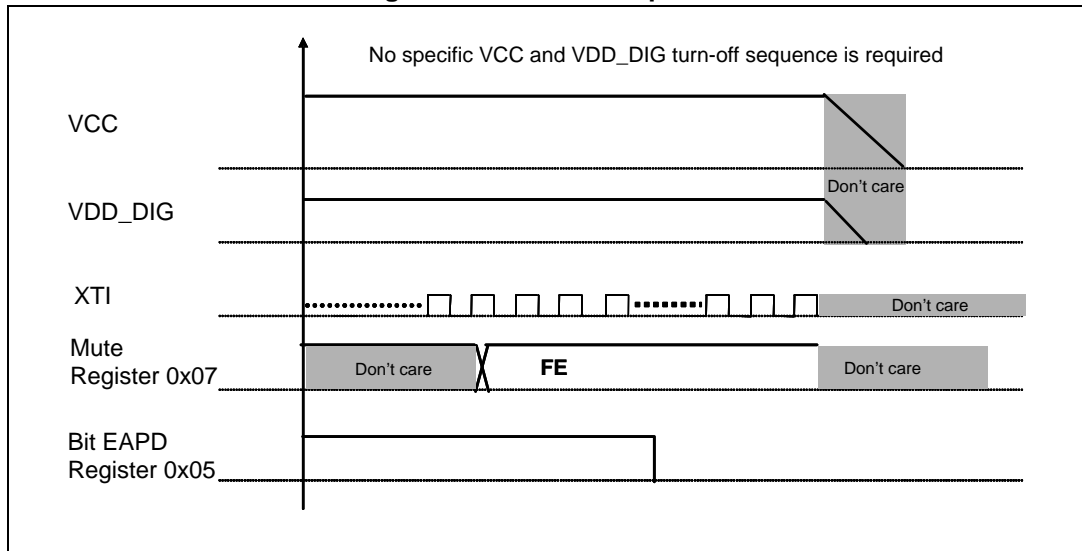 No specific VCC and VDD_DIG turn-off sequence is required
VCC
Don't care
VDD_DIG
XTI
Don't care
Mute
Register 0x07
Don't care
FE
Don't care
Bit EAPD
Register 0x05